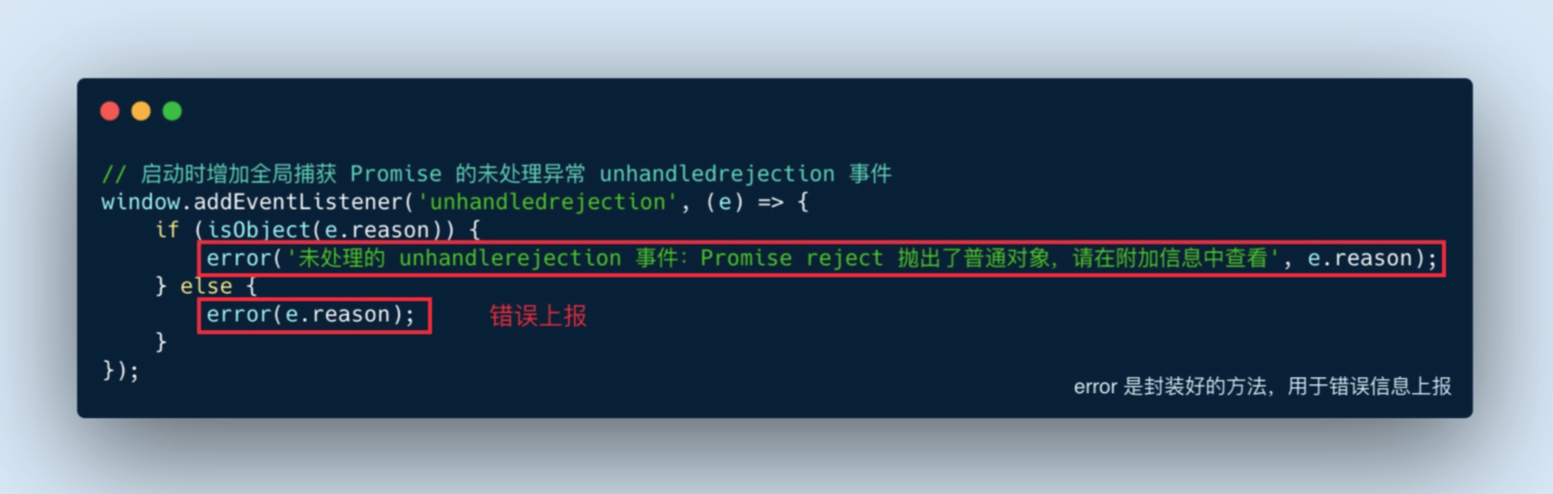 // 启动时增加全局捕获 Promise 的未处理异常 unhandledrejection 事件
window.addEventListener('unhandledrejection', (e) => {
    if (isObject(e.reason)) {
        error('未处理的 unhandlerejection 事件：Promise reject 抛出了普通对象，请在附加信息中查看', e.reason);
    } else {
        error(e.reason);    错误上报
    }
});
error 是封装好的方法，用于错误信息上报